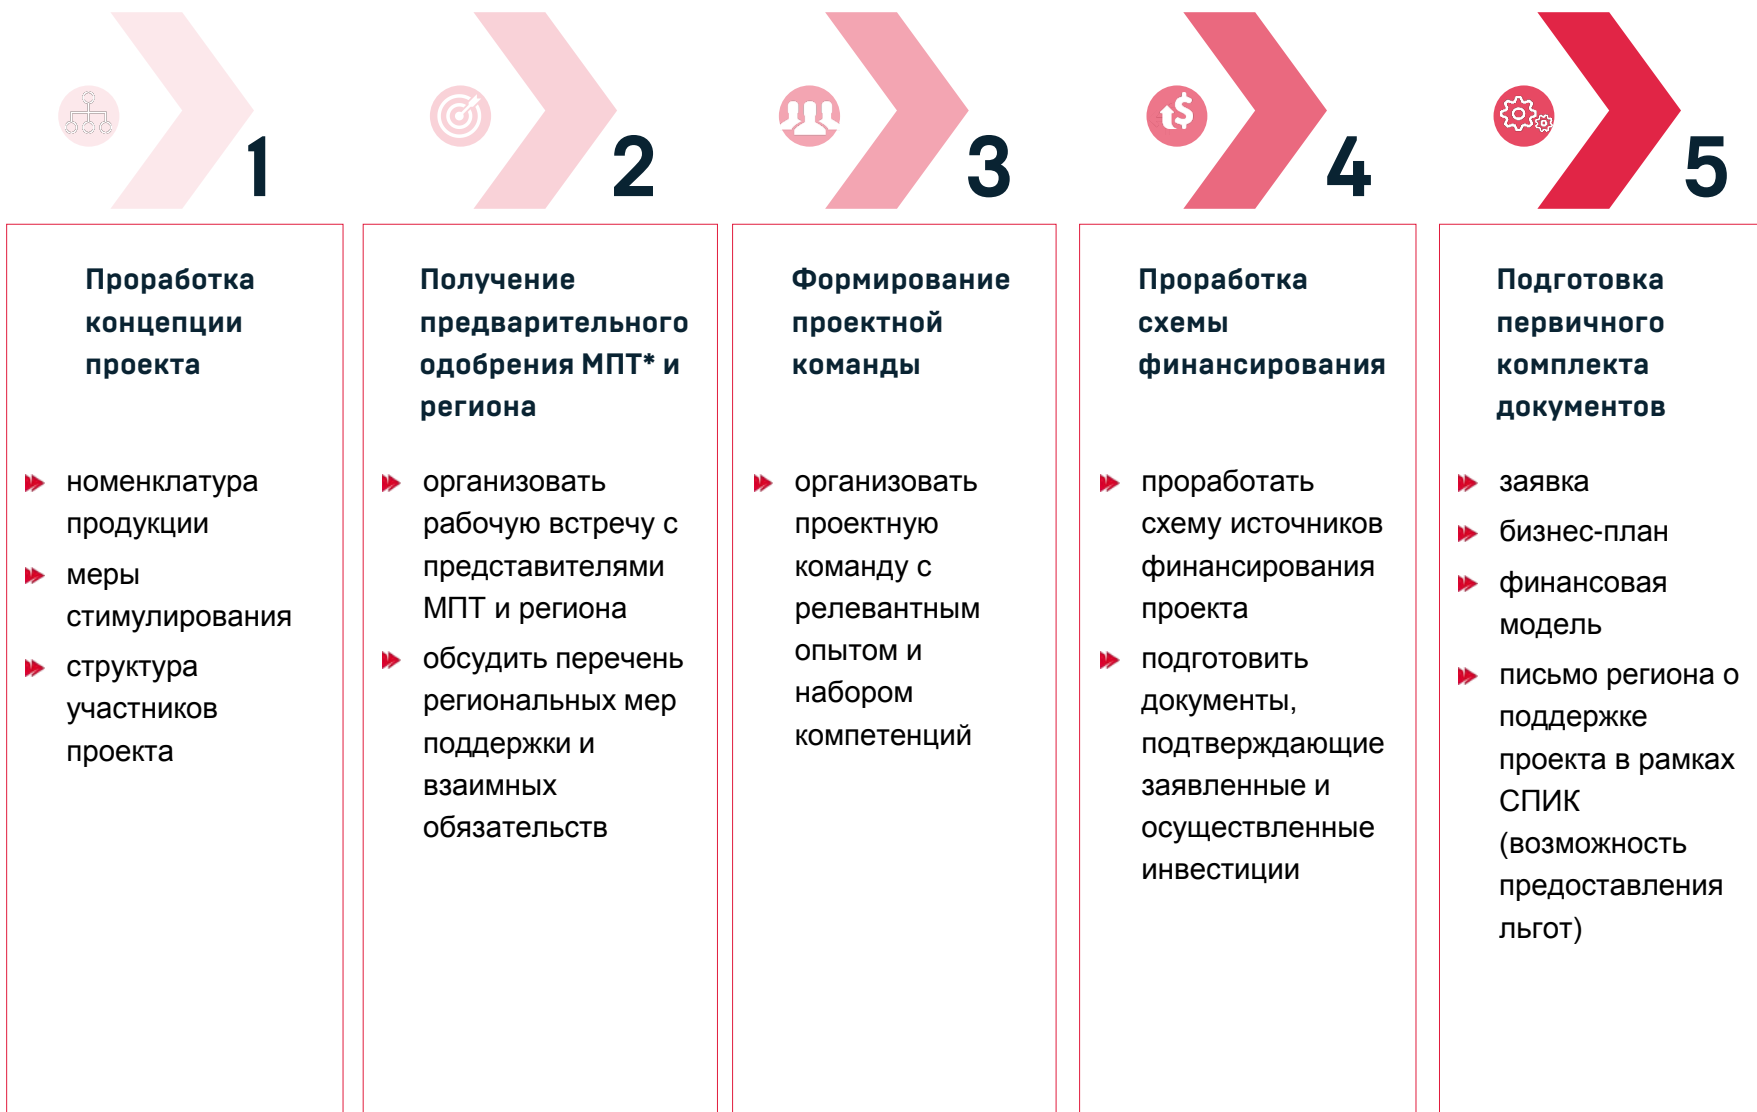 1
Проработка
концепции
проекта
номенклатура
продукции
меры
стимулирования
структура
участников
проекта
2
Получение
предварительного
одобрения МПТ* и
региона
организовать
рабочую встречу с
представителями
МПТ и региона
обсудить перечень
региональных мер
поддержки и
взаимных
обязательств
3
Формирование
проектной
команды
организовать
проектную
команду с
релевантным
опытом и
набором
компетенций
4
Проработка
схемы
финансирования
проработать
схему источников
финансирования
проекта
подготовить
документы,
подтверждающие
заявленные и
осуществленные
инвестиции
5
Подготовка
первичного
комплекта
документов
заявка
бизнес-план
финансовая
модель
письмо региона о
поддержке
проекта в рамках
СПИК
(возможность
предоставления
льгот)